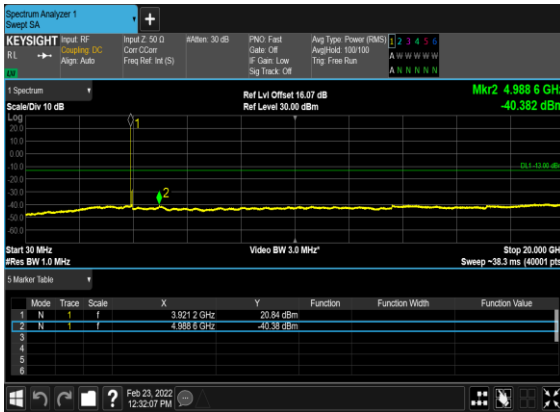 Spectrum Analyzer 1
Swept SA
KEYSIGHT
RL
Input: RF
Coupling: DC
Align: Auto
Input Z: 50 Ω
Corr CCorr
Freq Ref: Int (S)
#Atten: 30 dB
PNO: Fast
Gate: Off
IF Gain: Low
Sig Track: Off
Avg Type: Power (RMS)
Avg|Hold: 100/100
Trig: Free Run
1 2 3 4 5 6
A W W W W W
A N N N N N
1 Spectrum
Scale/Div 10 dB
Ref Lvl Offset 16.07 dB
Ref Level 30.00 dBm
Mkr2 4.988 6 GHz
-40.382 dBm
Log
20.0
10.0
0.00
-10.0
-20.0
-30.0
-40.0
-50.0
-60.0
1
2
DL1 -13.00 dBm
Start 30 MHz
#Res BW 1.0 MHz
Video BW 3.0 MHz*
Stop 20.000 GHz
Sweep ~38.3 ms (40001 pts)
5 Marker Table
Mode Trace Scale X Y Function Function Width Function Value
1 N 1 f 3.921 2 GHz 20.84 dBm
2 N 1 f 4.988 6 GHz -40.38 dBm
3
4
5
6
?
Feb 23, 2022
12:32:07 PM